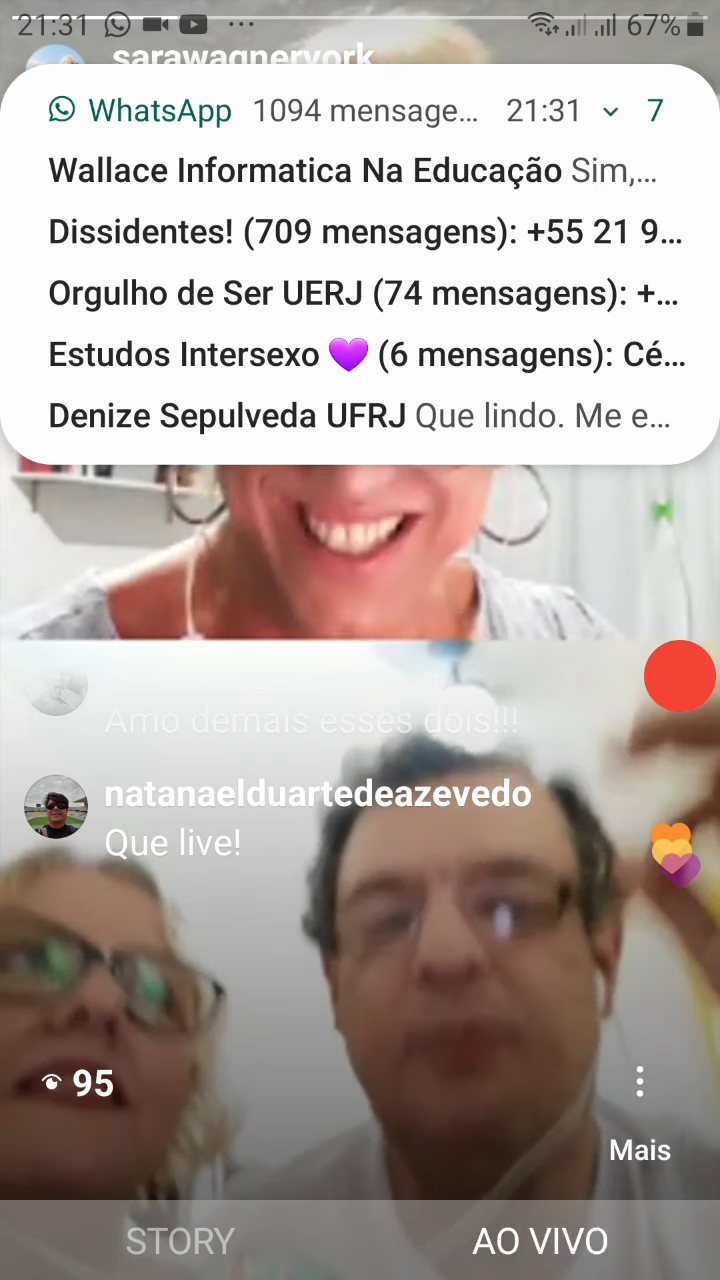 21:31 67%
sarawagneryork
WhatsApp 1094 mensage... 21:31 7
Wallace Informatica Na Educação Sim,...
Dissidentes! (709 mensagens): +55 21 9...
Orgulho de Ser UERJ (74 mensagens): +...
Estudos Intersexo 💜 (6 mensagens): Cé...
Denize Sepulveda UFRJ Que lindo. Me e...
Amo demais esses dois!!!
natanaelduartedeazevedo
Que live!
95
Mais
STORY AO VIVO